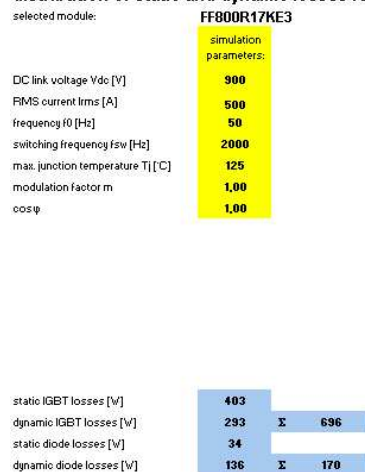 selected module: FF800R17KE3
simulation
parameters:
DC link voltage Vdc [V] 900
RMS current Irms [A] 500
frequency f0 [Hz] 50
switching frequency fsw [Hz] 2000
max. junction temperature Tj [°C] 125
modulation factor m 1,00
cosφ 1,00
static IGBT losses [W] 403
dynamic IGBT losses [W] 293 Σ 696
static diode losses [W] 34
dynamic diode losses [W] 136 Σ 170